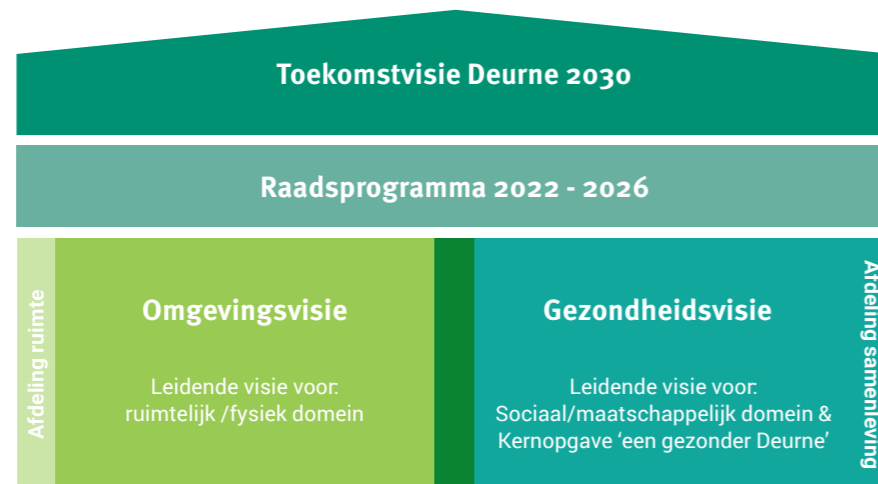 Toekomstvisie Deurne 2030
Raadsprogramma 2022 - 2026
Afdeling ruimte
Omgevingsvisie
Leidende visie voor:
ruimtelijk /fysiek domein
Gezondheidsvisie
Leidende visie voor:
Sociaal/maatschappelijk domein &
Kernopgave ‘een gezonder Deurne’
Afdeling samenleving